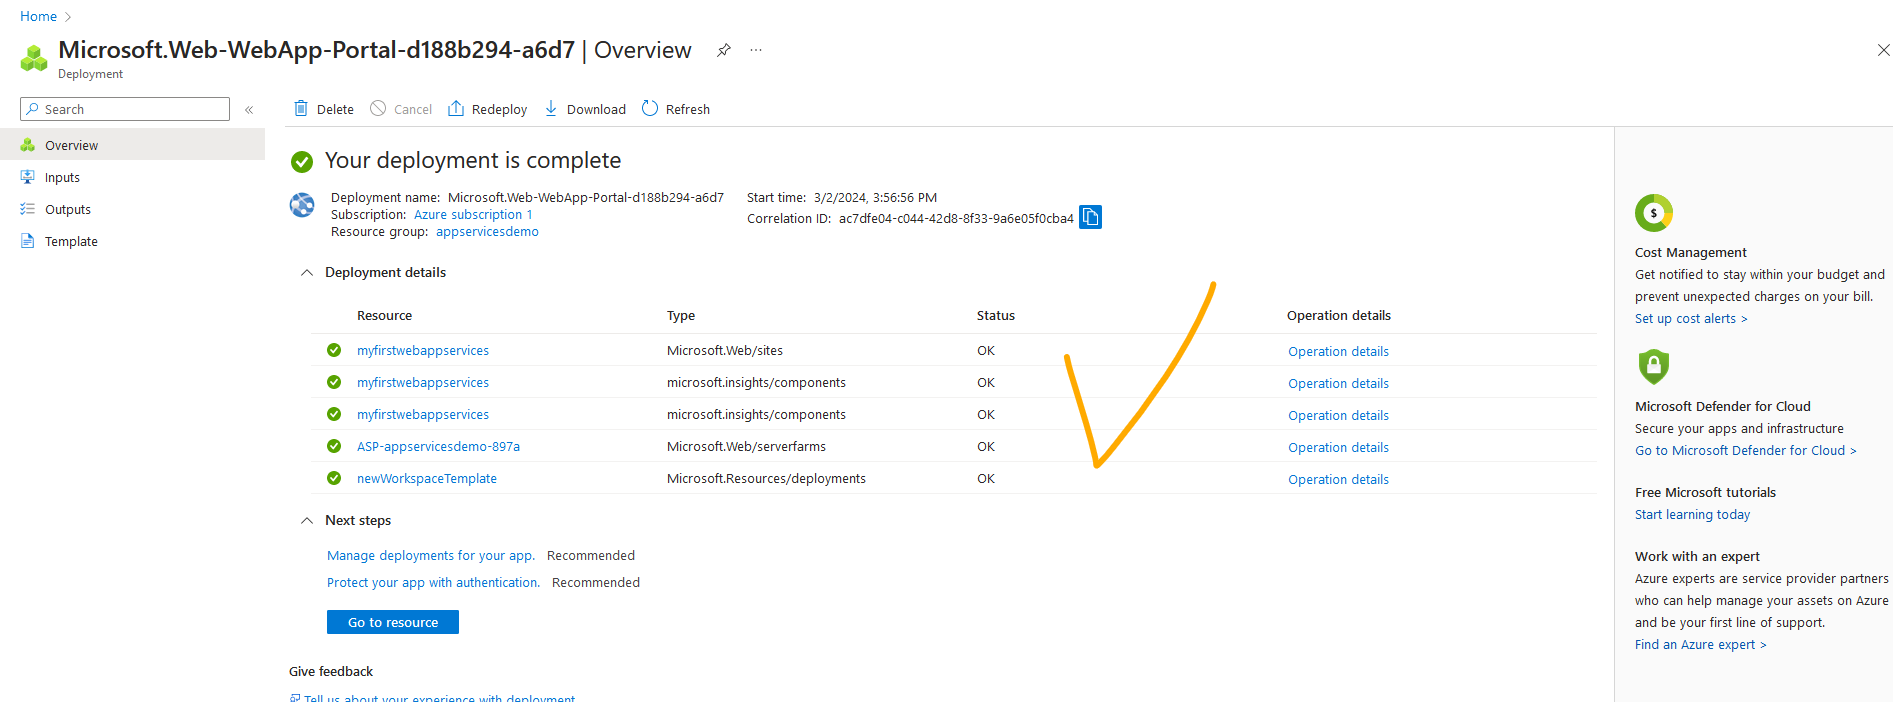 Home >
Microsoft.Web-WebApp-Portal-d188b294-a6d7 | Overview ...
Deployment
Search «
Overview
Inputs
Outputs
Template
Delete Cancel Redeploy Download Refresh
Your deployment is complete
Deployment name: Microsoft.Web-WebApp-Portal-d188b294-a6d7 Start time: 3/2/2024, 3:56:56 PM
Subscription: Azure subscription 1 Correlation ID: ac7dfe04-c044-42d8-8f33-9a6e05f0cba4
Resource group: appservicesdemo
Deployment details
Resource Type Status Operation details
myfirstwebappservices Microsoft.Web/sites OK Operation details
myfirstwebappservices microsoft.insights/components OK Operation details
myfirstwebappservices microsoft.insights/components OK Operation details
ASP-appservicesdemo-897a Microsoft.Web/serverfarms OK Operation details
newWorkspaceTemplate Microsoft.Resources/deployments OK Operation details
Next steps
Manage deployments for your app. Recommended
Protect your app with authentication. Recommended
Go to resource
Give feedback
Tell us about your experience with deployment
$
Cost Management
Get notified to stay within your budget and
prevent unexpected charges on your bill.
Set up cost alerts >
Microsoft Defender for Cloud
Secure your apps and infrastructure
Go to Microsoft Defender for Cloud >
Free Microsoft tutorials
Start learning today
Work with an expert
Azure experts are service provider partners
who can help manage your assets on Azure
and be your first line of support.
Find an Azure expert >